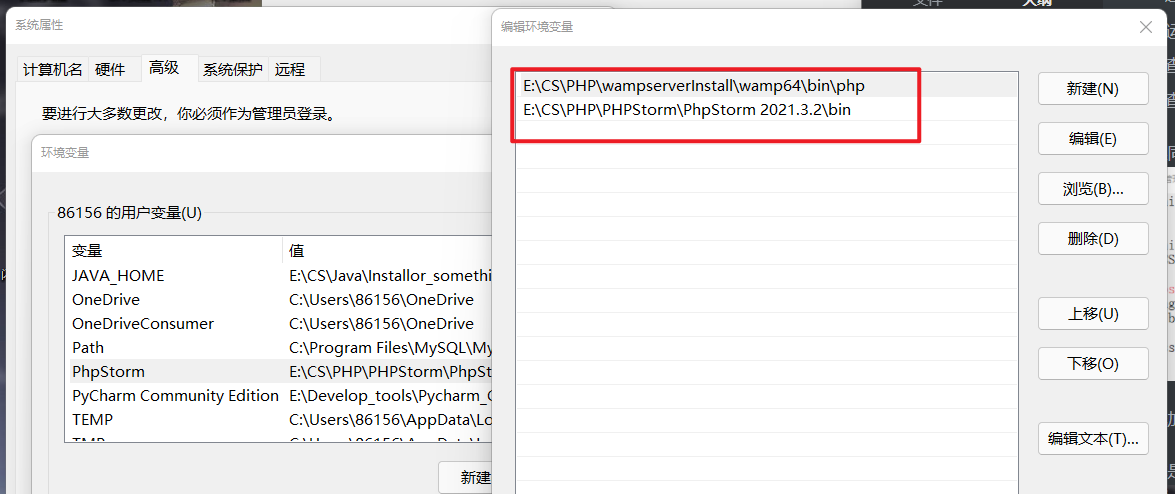 系统属性
计算机名 硬件 高级 系统保护 远程
要进行大多数更改，你必须作为管理员登录。
环境变量
86156 的用户变量(U)
变量 值
JAVA_HOME E:\CS\Java\Installor_somethi
OneDrive C:\Users\86156\OneDrive
OneDriveConsumer C:\Users\86156\OneDrive
Path C:\Program Files\MySQL\My
PhpStorm E:\CS\PHP\PHPStorm\PhpSt
PyCharm Community Edition E:\Develop_tools\Pycharm_C
TEMP C:\Users\86156\AppData\Lo
新建
编辑环境变量
E:\CS\PHP\wampserverInstall\wamp64\bin\php
E:\CS\PHP\PHPStorm\PhpStorm 2021.3.2\bin
新建(N)
编辑(E)
浏览(B)...
删除(D)
上移(U)
下移(O)
编辑文本(T)...